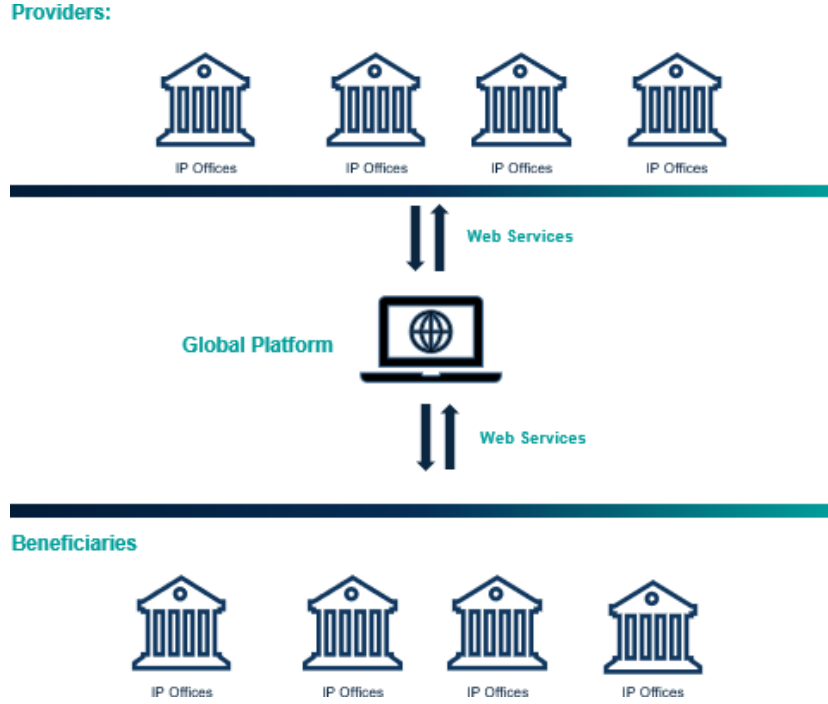 Providers:
IP Offices
IP Offices
IP Offices
IP Offices
Web Services
Global Platform
Web Services
Beneficiaries
IP Offices
IP Offices
IP Offices
IP Offices